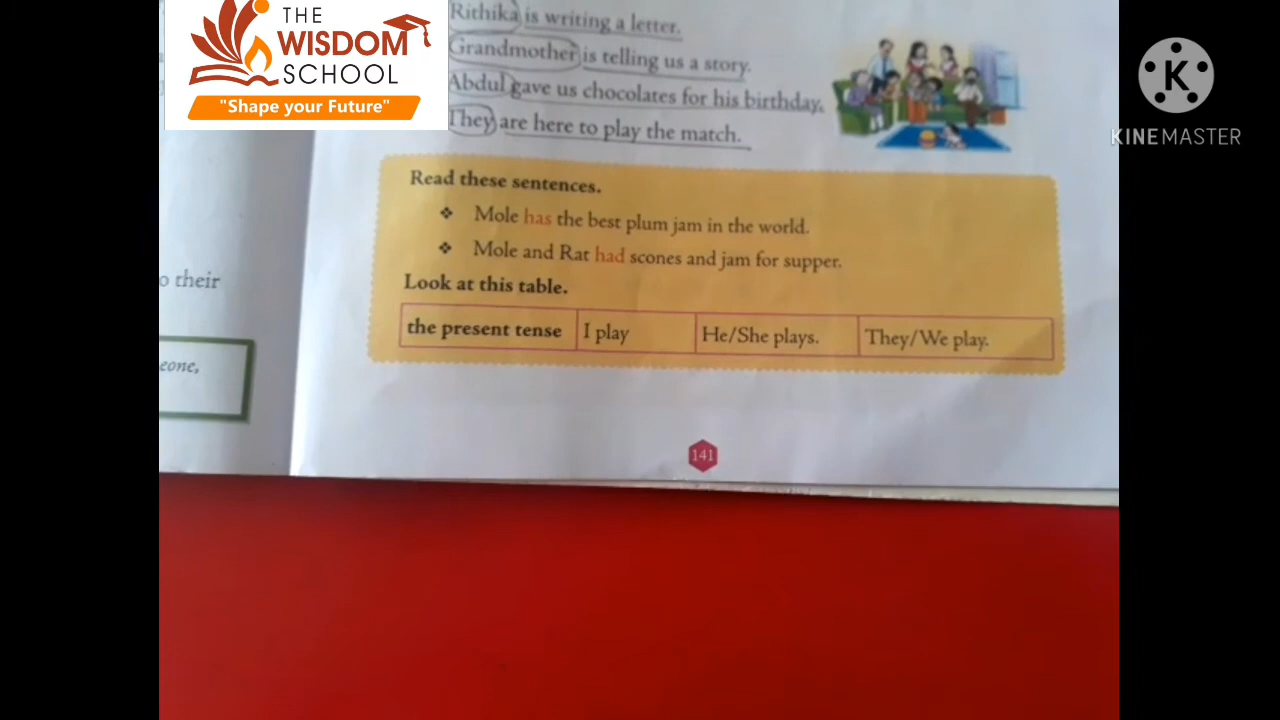 THE
WISDOM
SCHOOL
"Shape your Future"
Rithika is writing a letter.
Grandmother is telling us a story.
Abdul gave us chocolates for his birthday.
They are here to play the match.
K
KINEMASTER
Read these sentences.
❖ Mole has the best plum jam in the world.
❖ Mole and Rat had scones and jam for supper.
Look at this table.
the present tense I play He/She plays. They/We play.
o their
eone,
141